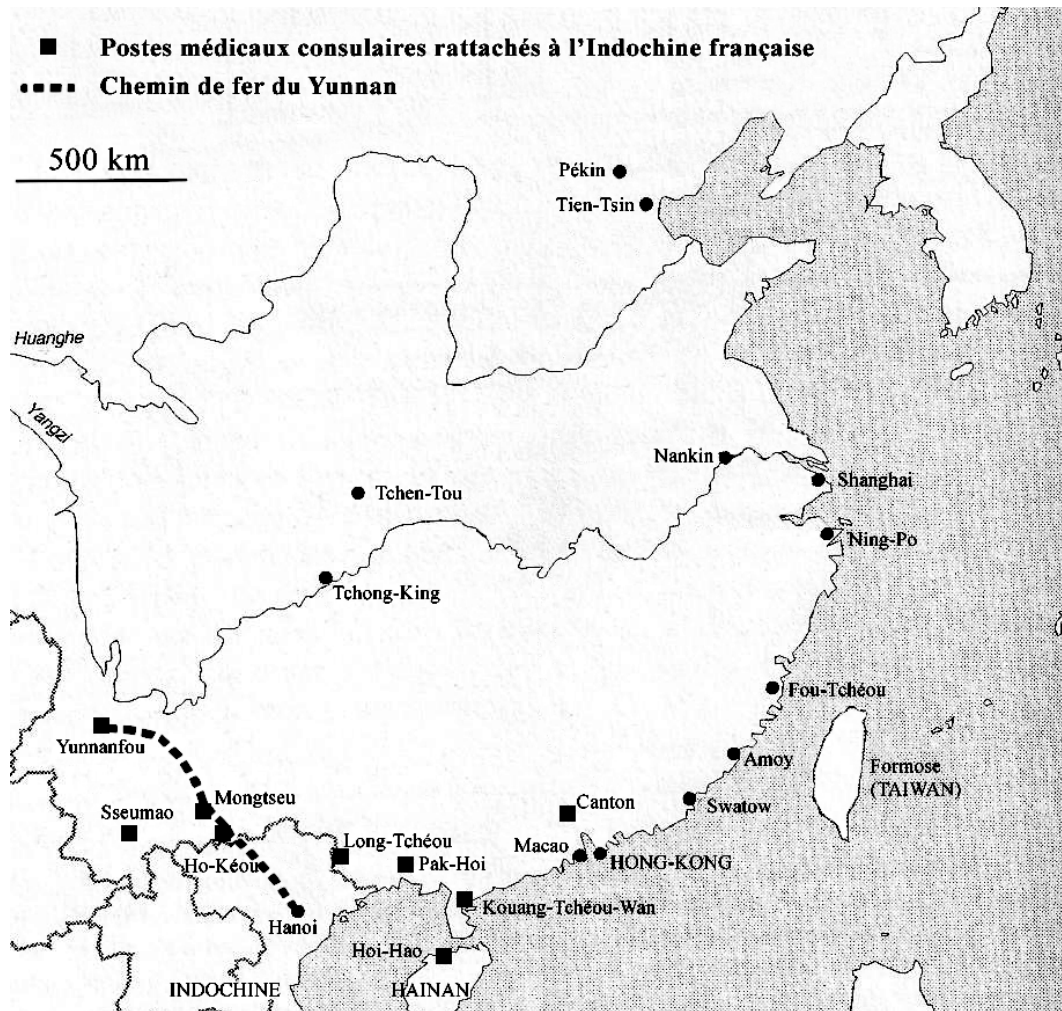 Postes médicaux consulaires rattachés à l'Indochine française
Chemin de fer du Yunnan
500 km
Pékin
Tien-Tsin
Huanghe
Yangzi
Nankin
Shanghai
Tchen-Tou
Ning-Po
Tchong-King
Fou-Tchéou
Yunnanfou
Amoy
Formose
(TAIWAN)
Mongtseu
Swatow
Sseumao
Canton
Long-Tchéou
Macao
HONG-KONG
Ho-Kéou
Pak-Hoi
Kouang-Tchéou-Wan
Hanoi
Hoi-Hao
INDOCHINE
HAINAN